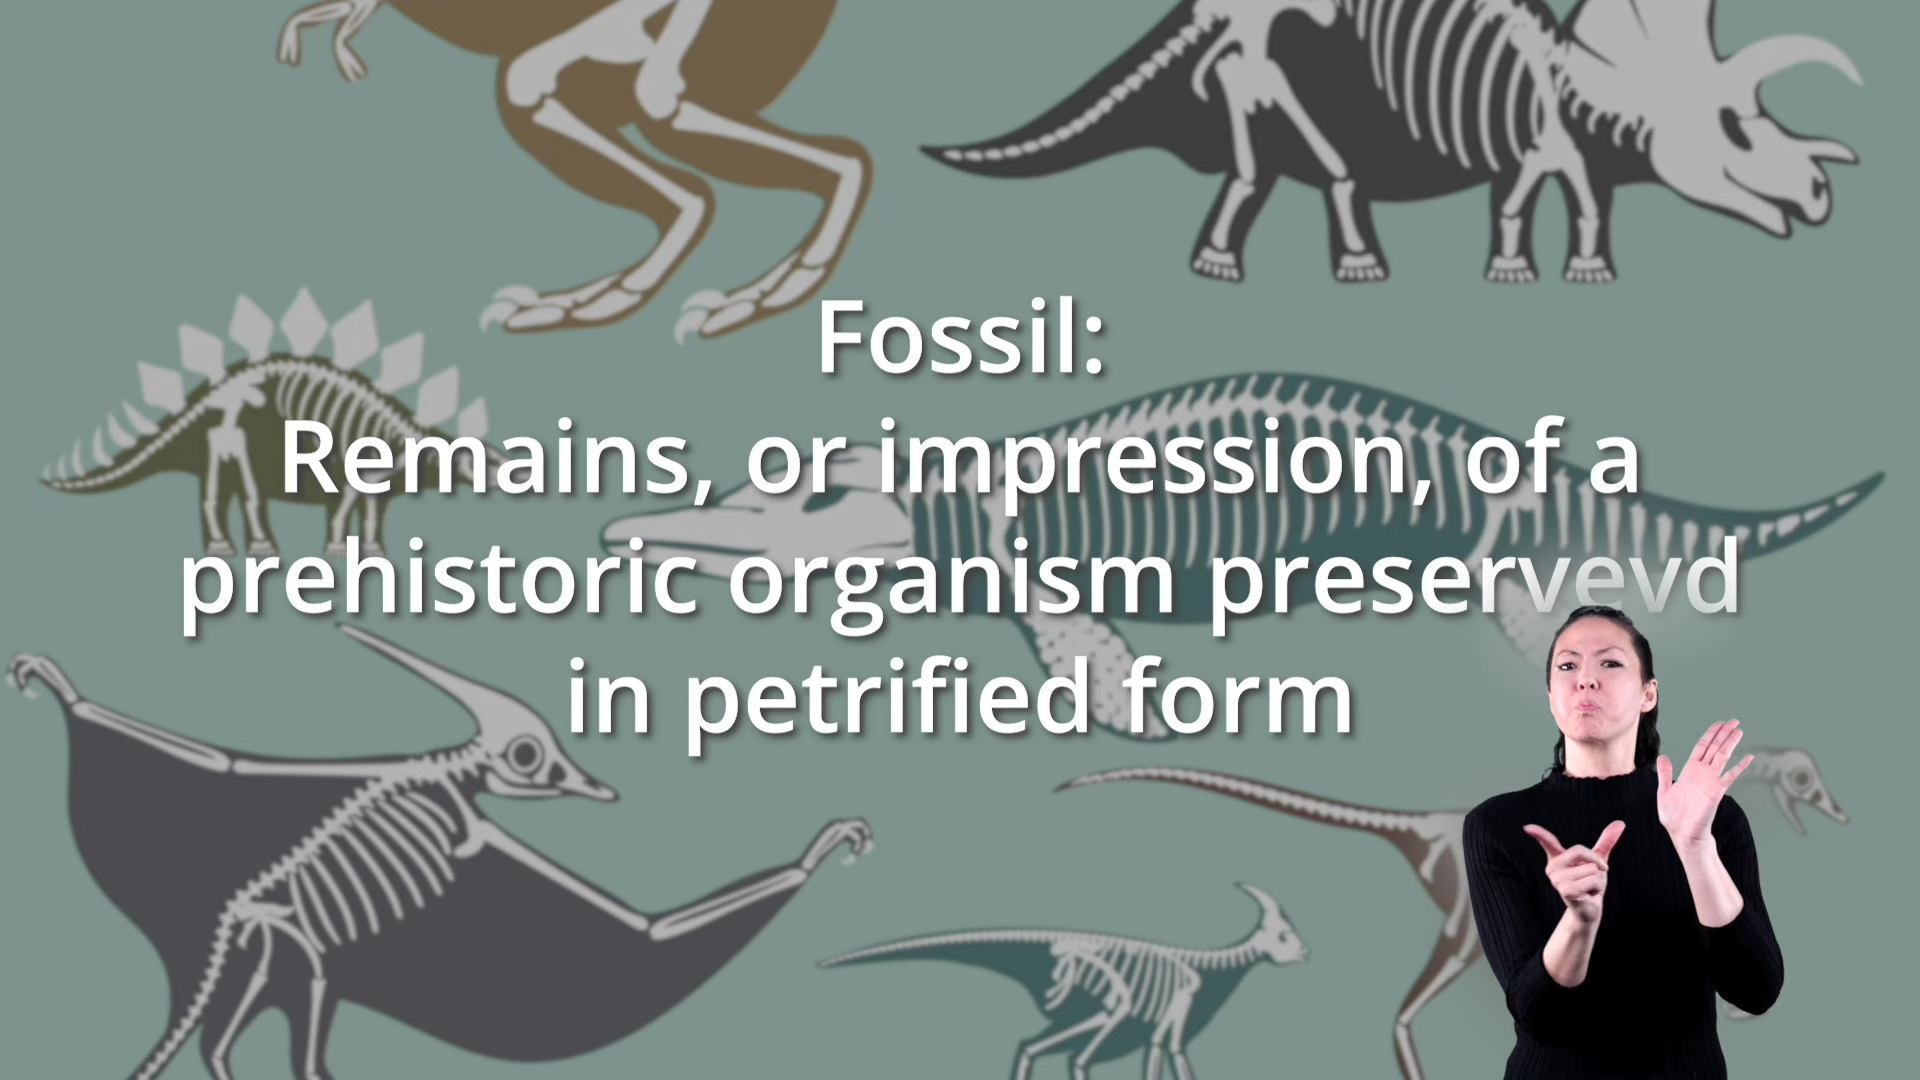 Fossil:
Remains, or impression, of a
prehistoric organism preservevd
in petrified form